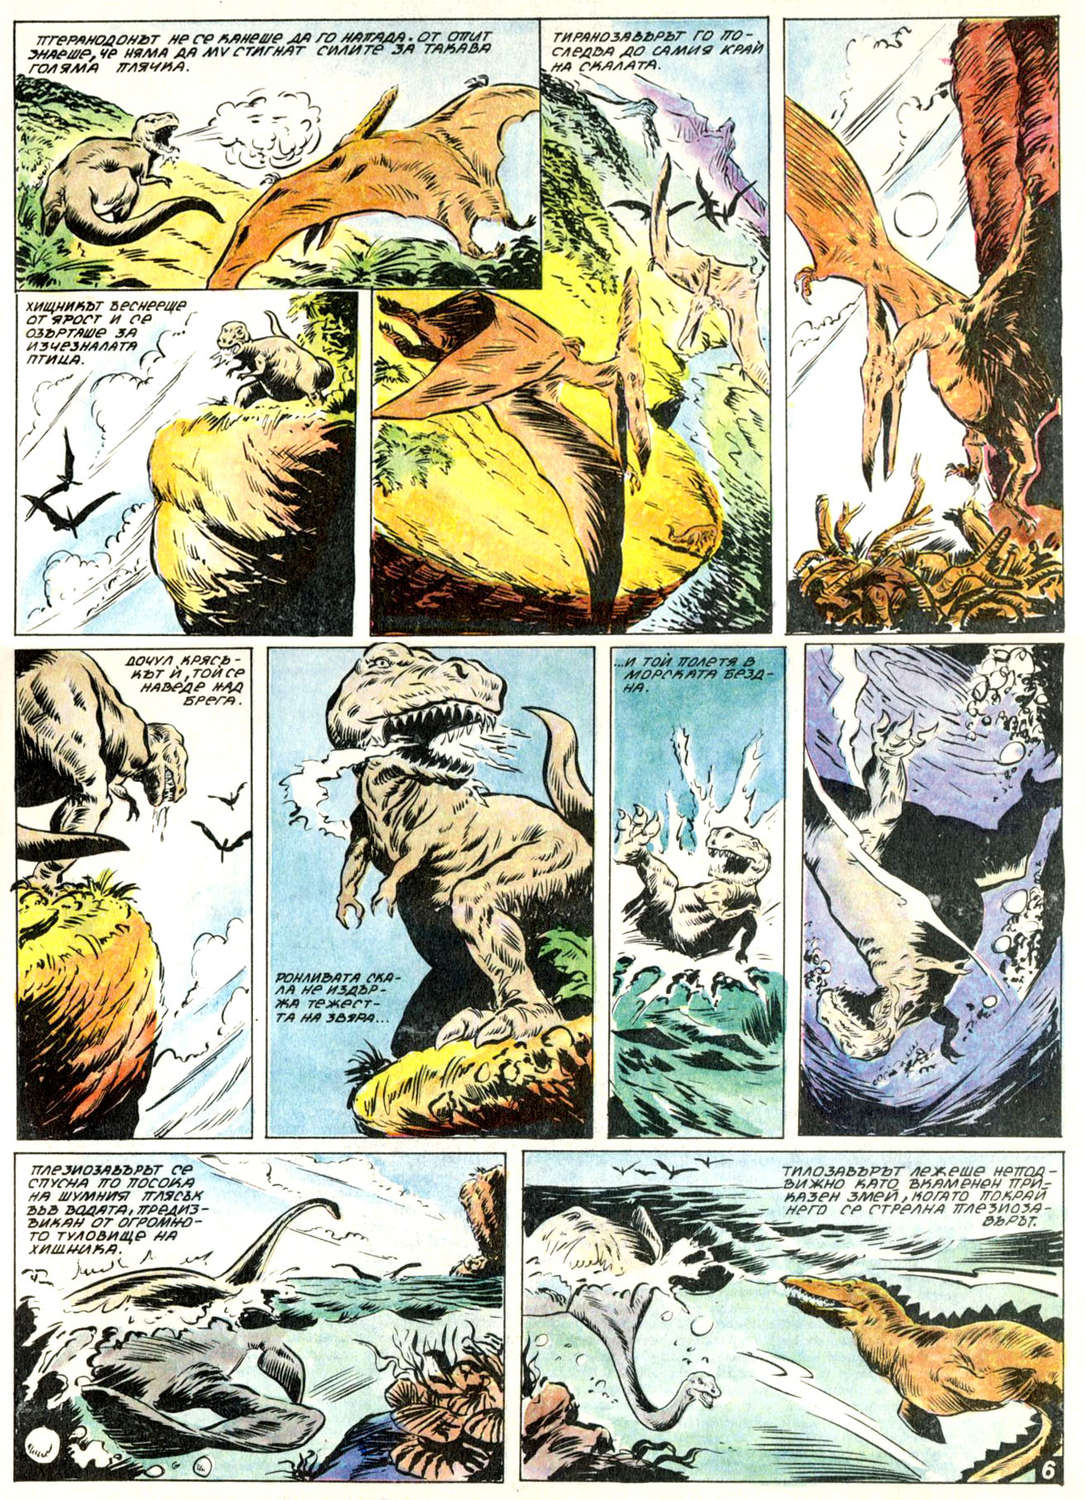 ПТЕРАНОДОНЪТ НЕ СЕ КАНЕШЕ ДА ГО НАПАДА. ОТ ОПИТ
ЗНАЕШЕ, ЧЕ НЯМА ДА МУ СТИГНАТ СИЛИТЕ ЗА ТАКАВА
ГОЛЯМА ПЛЯЧКА.
ТИРАНОЗАВЪРЪТ ГО ПО-
СЛЕДВА ДО САМИЯ КРАЙ
НА СКАЛАТА.
ХИЩНИКЪТ БЕСНЕЕЩЕ
ОТ ЯРОСТ И СЕ
ОЗЪРТАШЕ ЗА
ИЗЧЕЗНАЛАТА
ПТИЦА.
ДОЧУЛ КРЯСЪ-
КЪТ Ѝ, ТОЙ СЕ
НАВЕДЕ НАД
БРЕГА.
РОНЛИВАТА СКА-
ЛА НЕ ИЗДЪР-
ЖА ТЕЖЕСТ-
ТА НА ЗВЯРА...
...И ТОЙ ПОЛЕТЯ В
МОРСКАТА БЕЗД-
НА.
ПЛЕЗИОЗАВЪРЪТ СЕ
СПУСНА ПО ПОСОКА
НА ШУМНИЯ ПЛЯСЪК
ВЪВ ВОДАТА, ПРЕДИЗ-
ВИКАН ОТ ОГРОМНО-
ТО ТУЛОВИЩЕ НА
ХИЩНИКА.
ТИЛОЗАВЪРЪТ ЛЕЖЕШЕ НЕПОД-
ВИЖНО КАТО ВКАМЕНЕН ПРИ-
КАЗЕН ЗМЕЙ, КОГАТО ПОКРАЙ
НЕГО СЕ СТРЕЛНА ПЛЕЗИОЗА-
ВЪРЪТ.
6